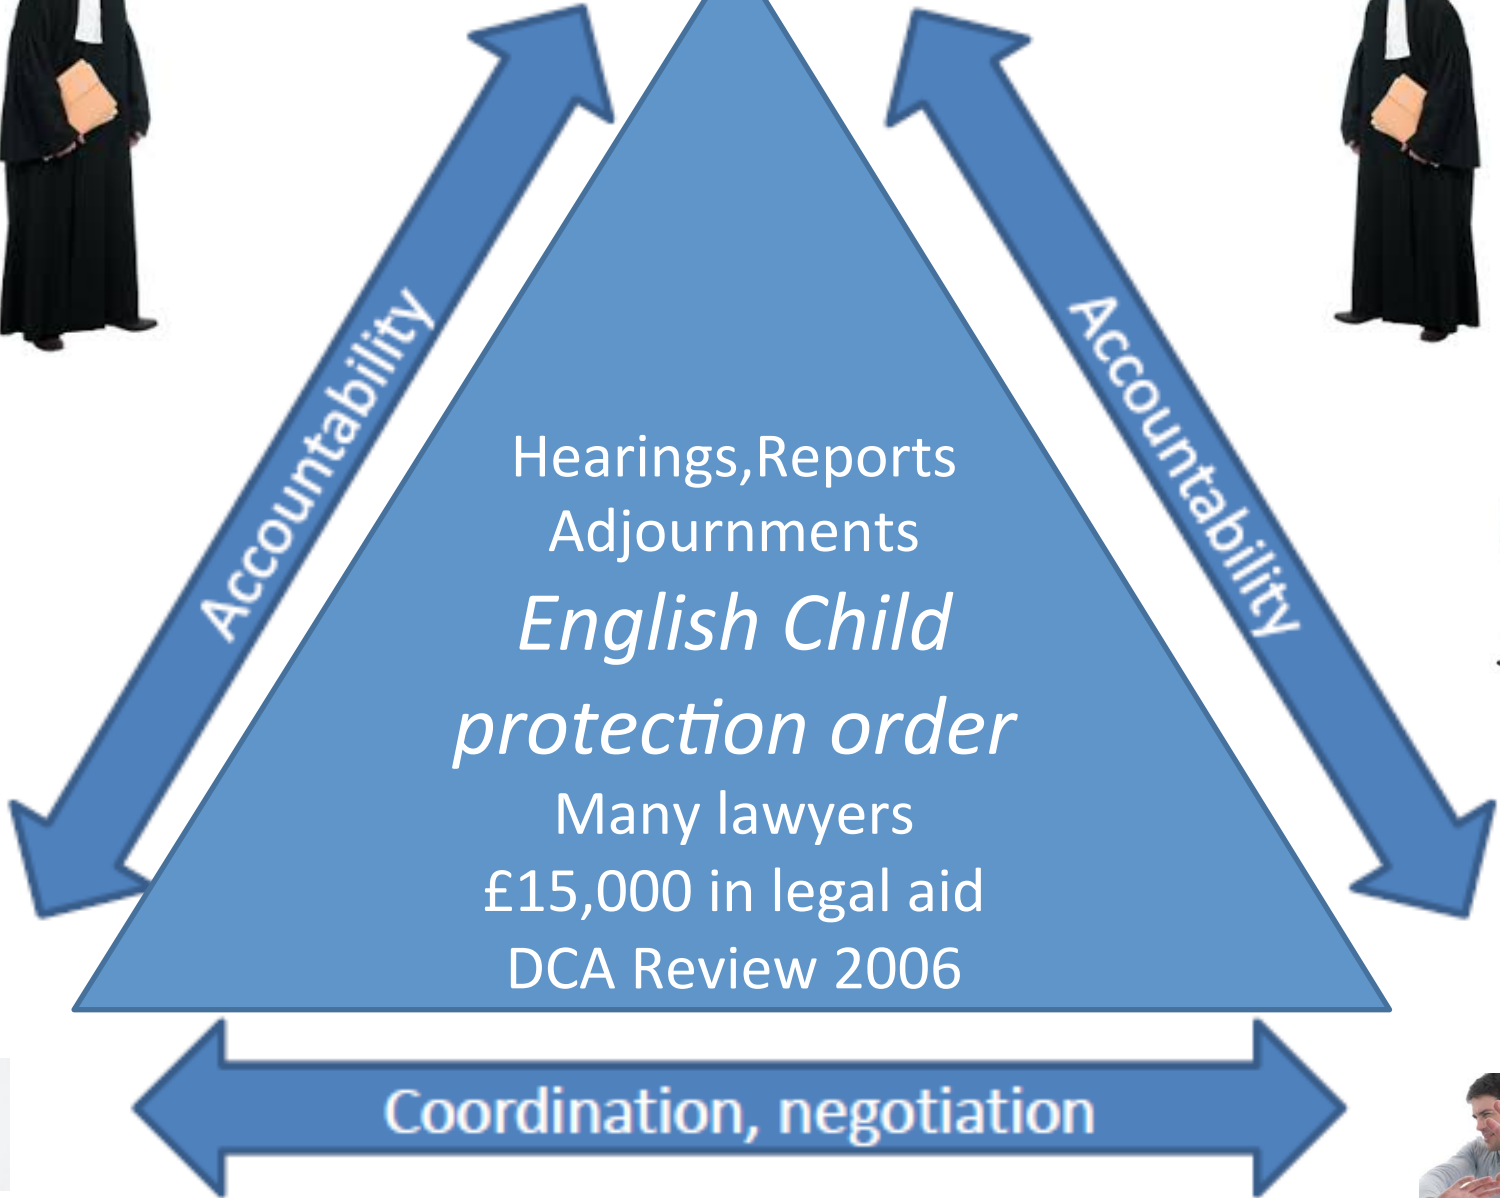 Accountability
Accountability
Hearings,Reports
Adjournments
English Child
protection order
Many lawyers
£15,000 in legal aid
DCA Review 2006
Coordination, negotiation